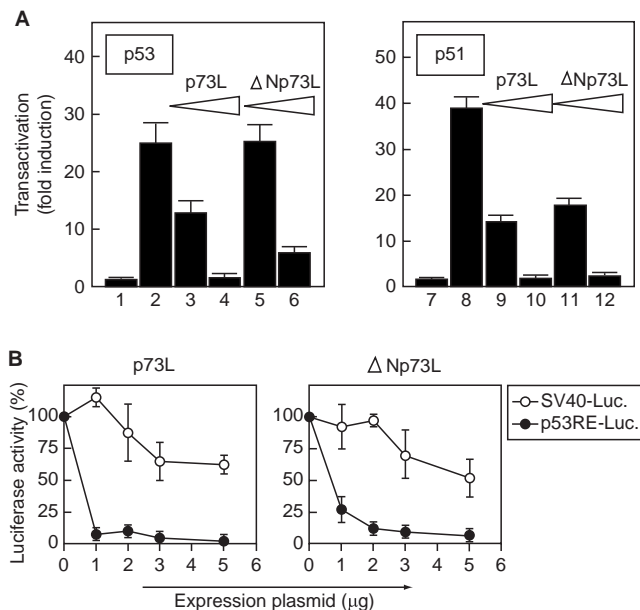 A
p53
p73L
Δ Np73L
Transactivation
(fold induction)
40
30
20
10
0
1 2 3 4 5 6
p51
p73L
Δ Np73L
50
40
30
20
10
0
7 8 9 10 11 12
B
p73L
Luciferase activity (%)
100
75
50
25
0
0 1 2 3 4 5 6
Δ Np73L
100
75
50
25
0
0 1 2 3 4 5 6
SV40-Luc.
p53RE-Luc.
Expression plasmid (μg)